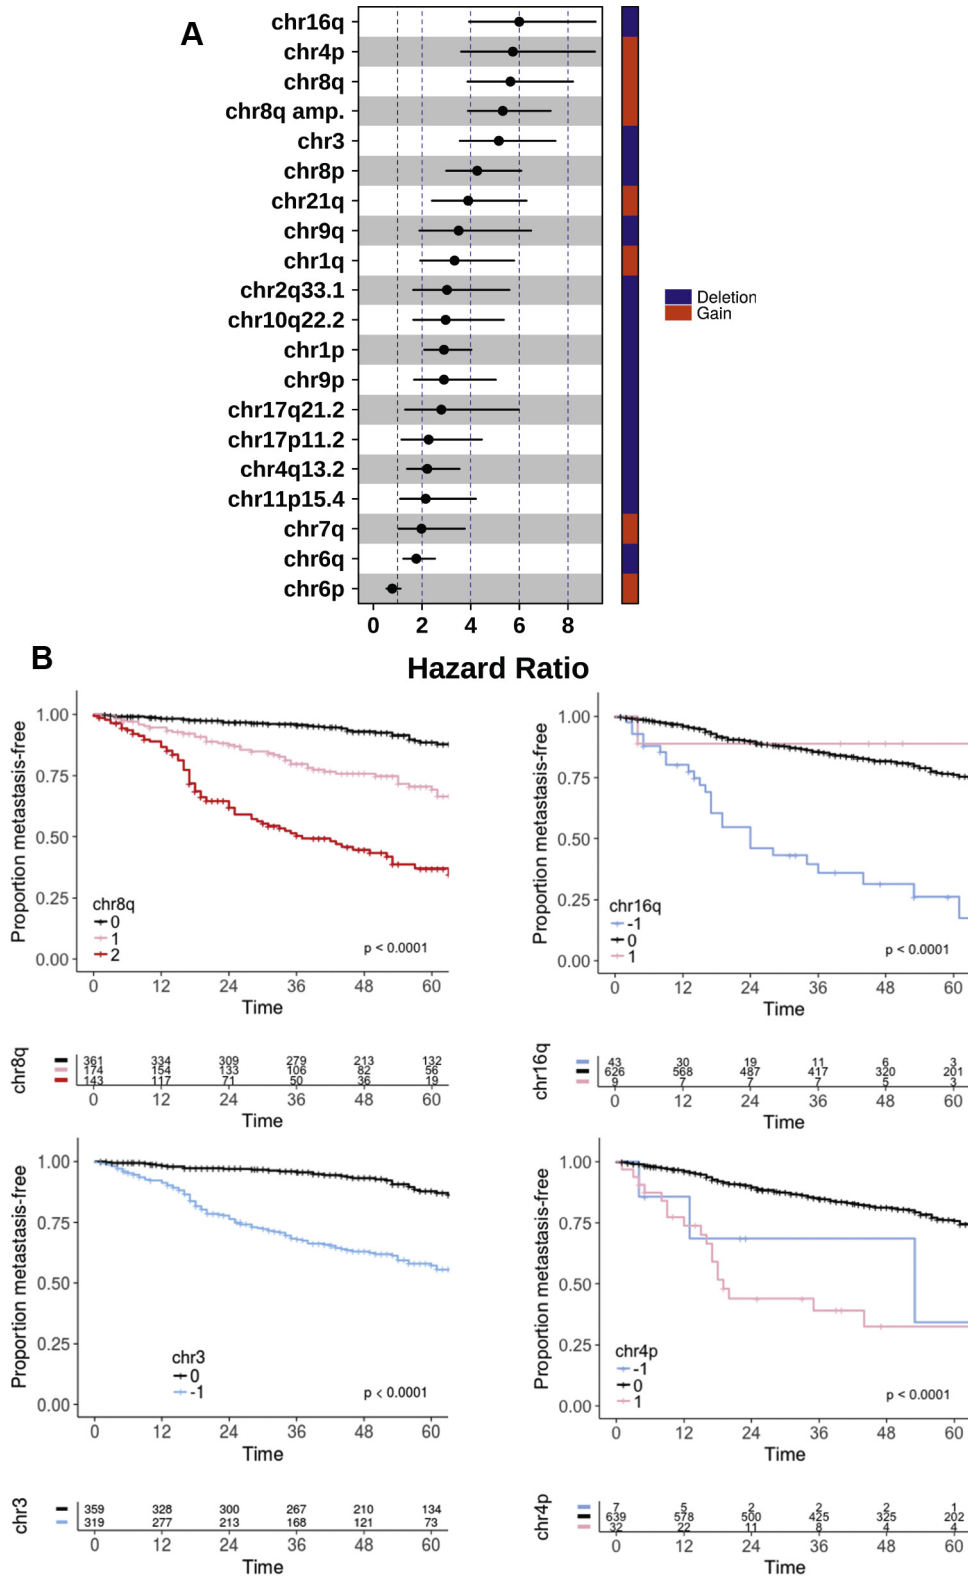 A
chr16q
chr4p
chr8q
chr8q amp.
chr3
chr8p
chr21q
chr9q
chr1q
chr2q33.1
chr10q22.2
chr1p
chr9p
chr17q21.2
chr17p11.2
chr4q13.2
chr11p15.4
chr7q
chr6q
chr6p
0 2 4 6 8
Hazard Ratio
Deletion
Gain
B
Proportion metastasis-free
1.00
0.75
0.50
0.25
0.00
chr8q
0
1
2
p < 0.0001
0 12 24 36 48 60
Time
chr8q
361 334 309 279 213 132
174 154 133 106 82 56
143 117 71 50 36 19
0 12 24 36 48 60
Time
Proportion metastasis-free
1.00
0.75
0.50
0.25
0.00
chr16q
-1
0
1
p < 0.0001
0 12 24 36 48 60
Time
chr16q
43 30 19 11 6 3
626 568 487 417 320 201
9 7 7 7 5 3
0 12 24 36 48 60
Time
Proportion metastasis-free
1.00
0.75
0.50
0.25
0.00
chr3
0
-1
p < 0.0001
0 12 24 36 48 60
Time
chr3
359 328 300 267 210 134
319 277 213 168 121 73
0 12 24 36 48 60
Time
Proportion metastasis-free
1.00
0.75
0.50
0.25
0.00
chr4p
-1
0
1
p < 0.0001
0 12 24 36 48 60
Time
chr4p
7 5 2 2 2 1
639 578 500 425 325 202
32 22 11 8 4 4
0 12 24 36 48 60
Time